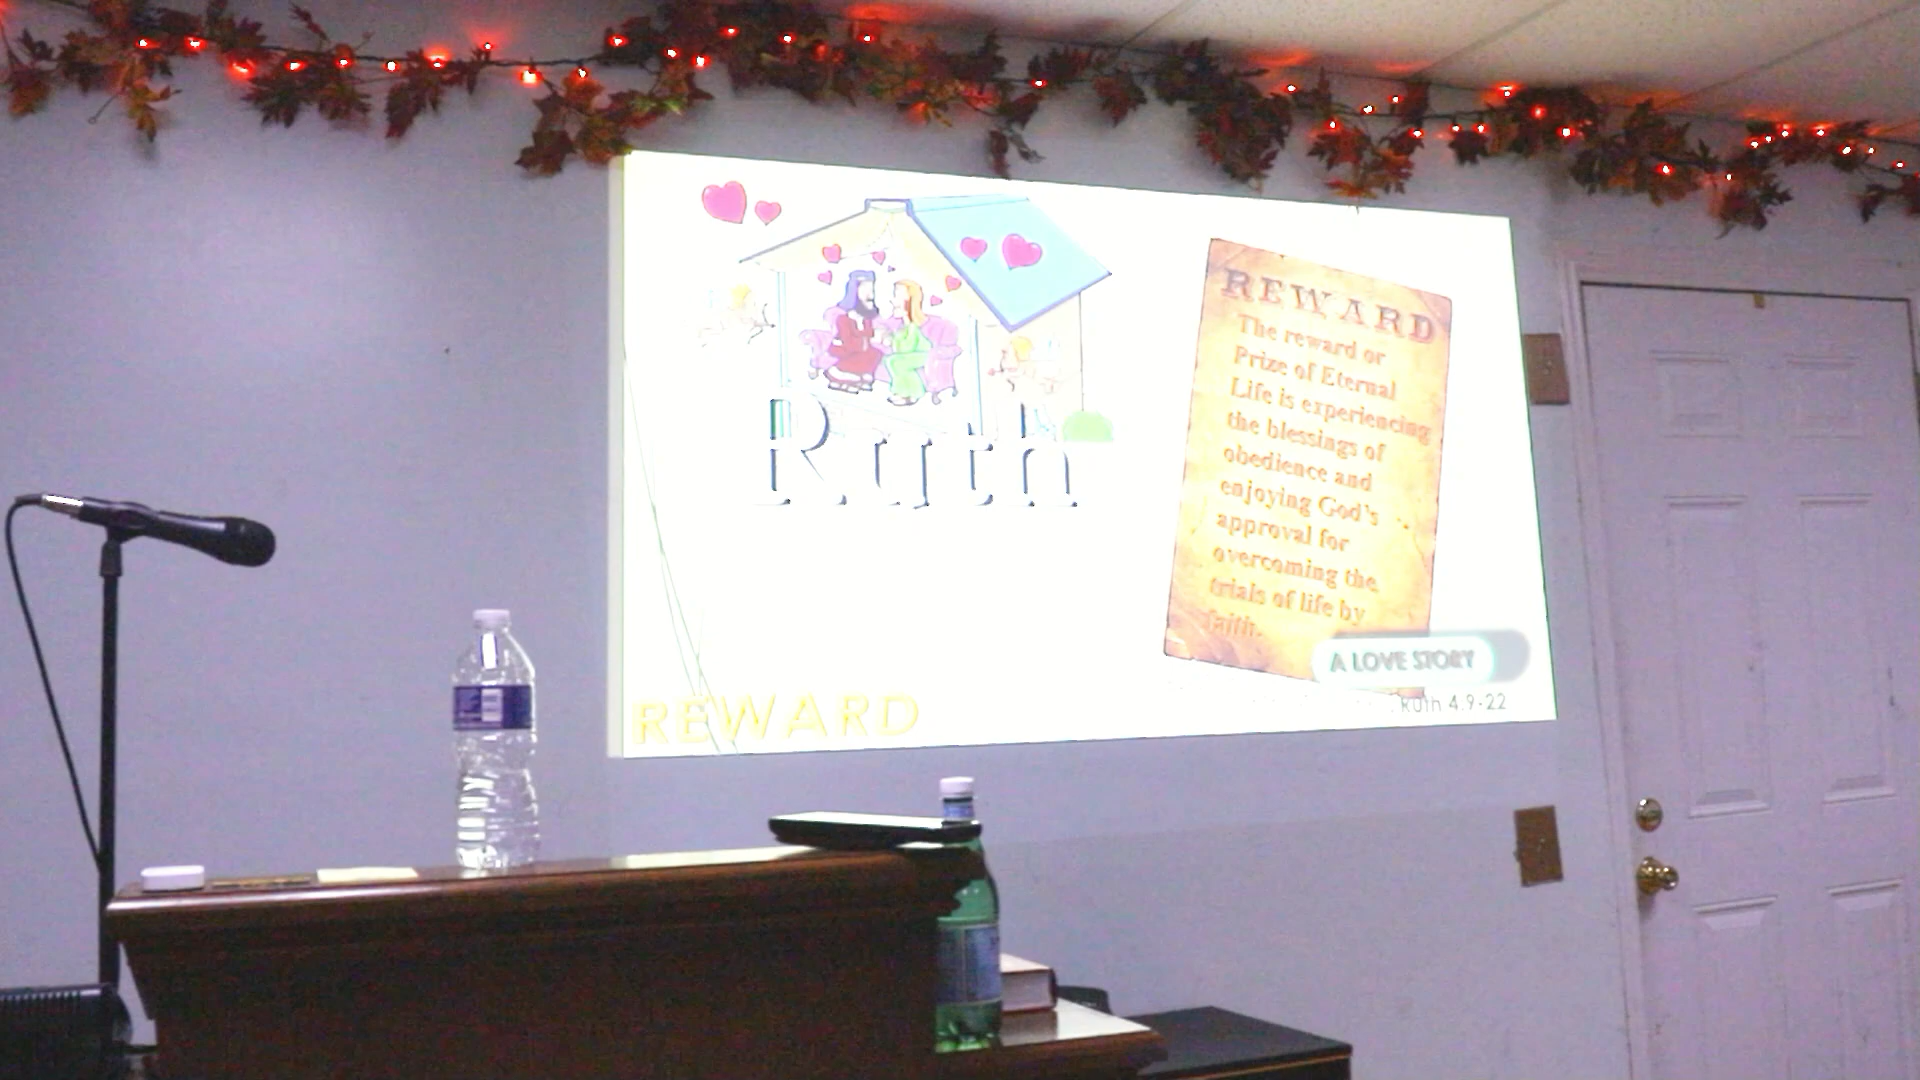 Ruth
REWARD
The reward or
Prize of Eternal
Life is experiencing
the blessings of
obedience and
enjoying God's
approval for
overcoming the
trials of life by
faith.
A LOVE STORY
REWARD
Ruth 4.9-22